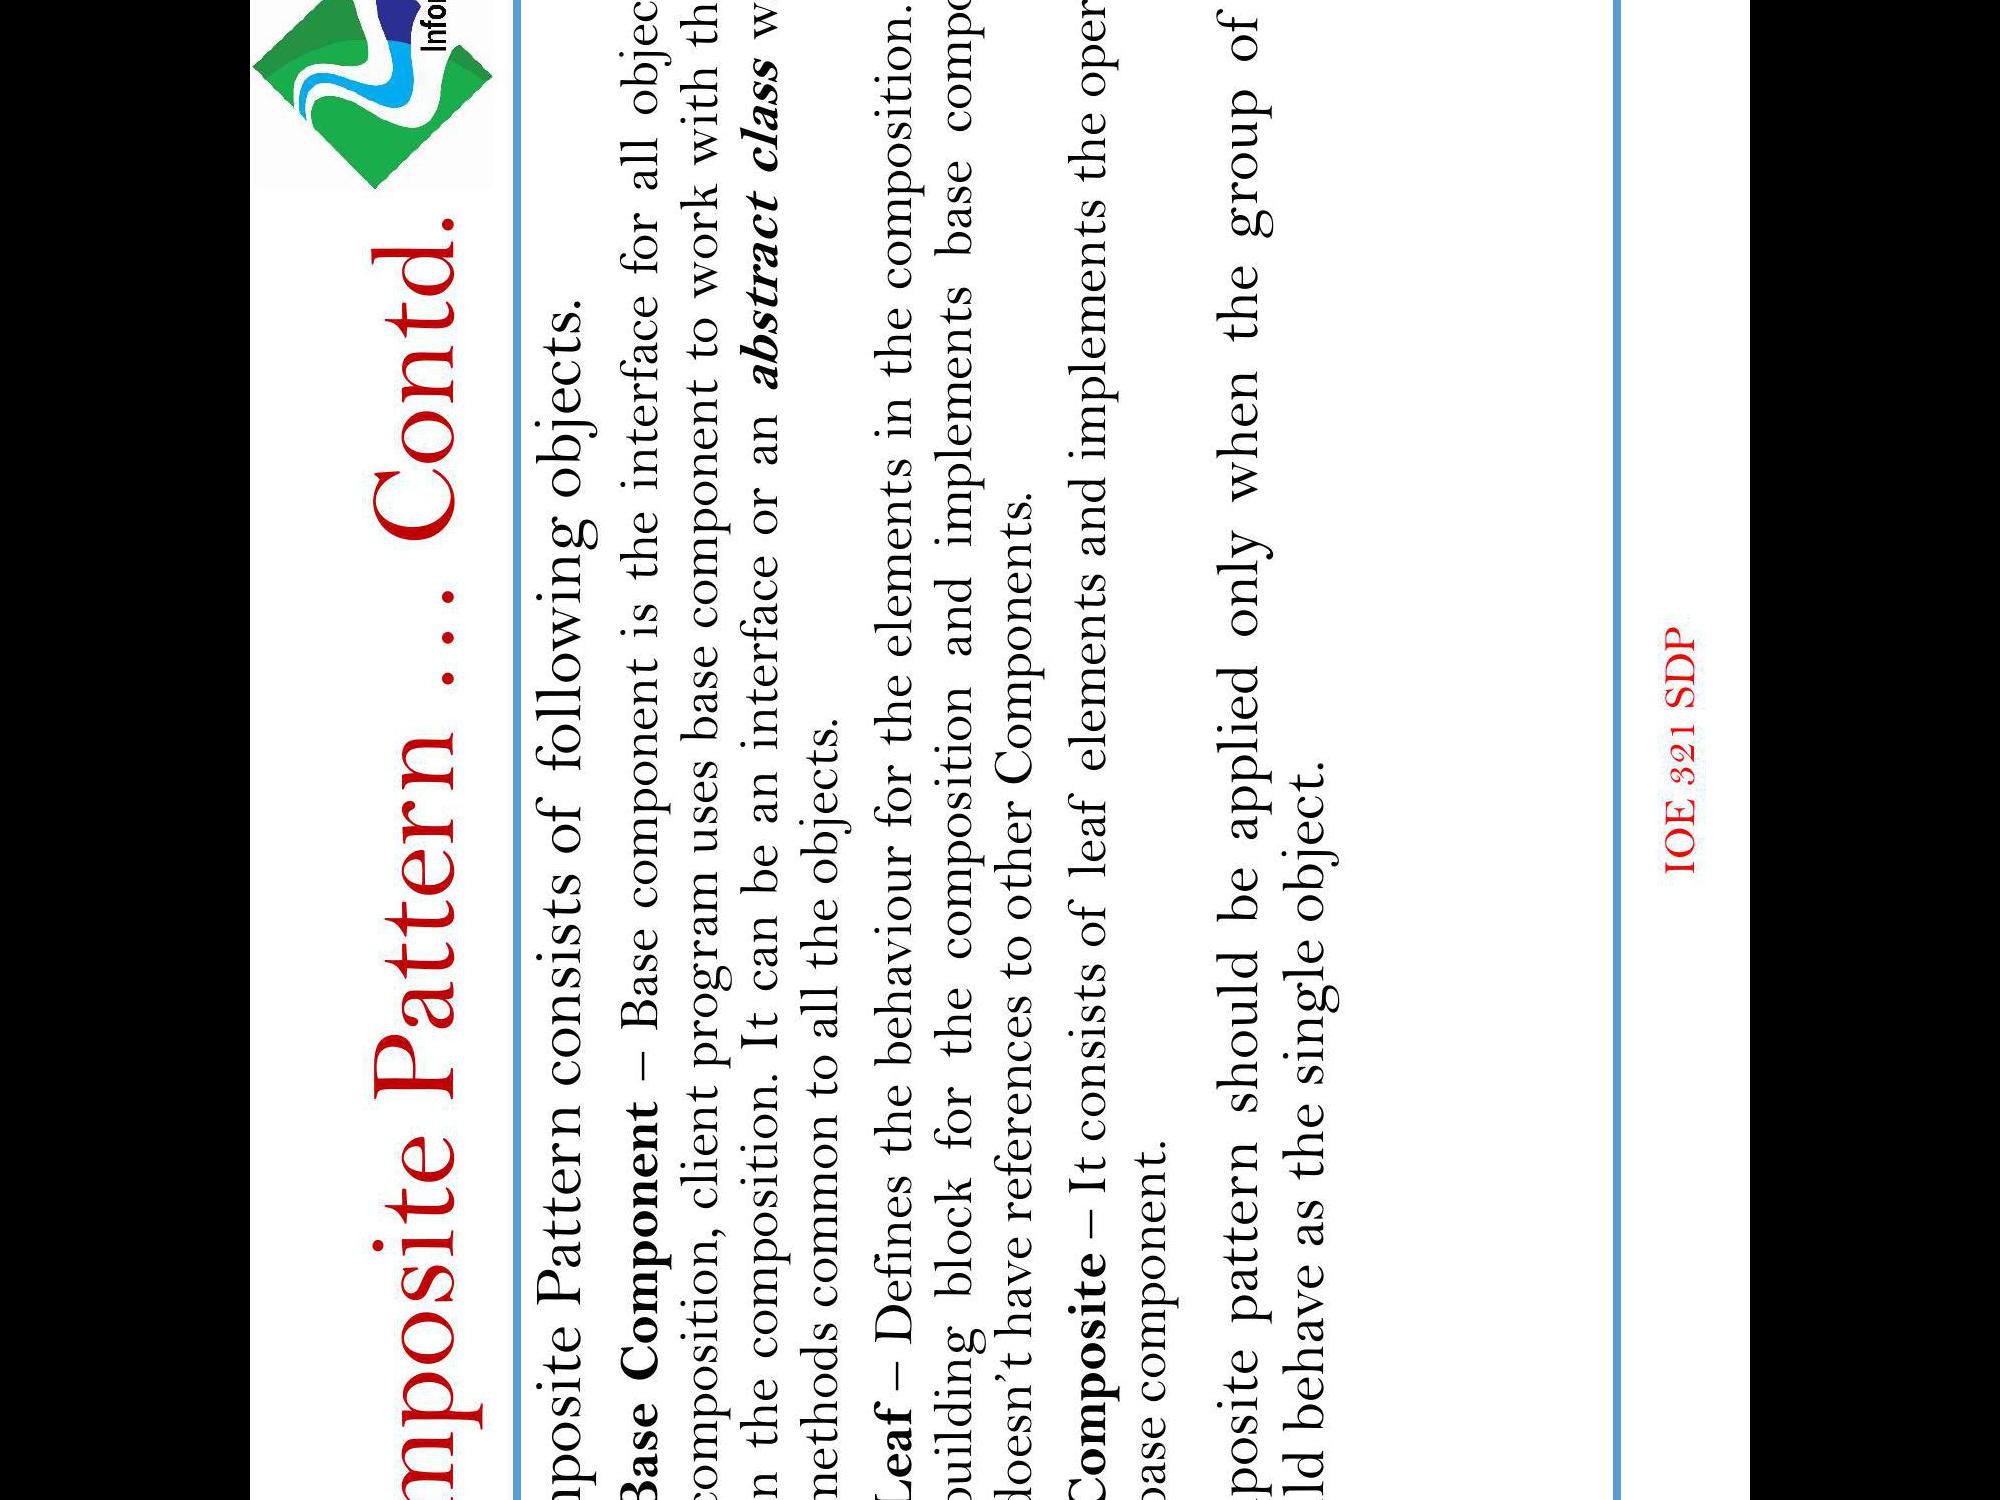 mposite Pattern ... Contd.
Infor
mposite Pattern consists of following objects.
Base Component – Base component is the interface for all objec
composition, client program uses base component to work with th
n the composition. It can be an interface or an abstract class w
methods common to all the objects.
Leaf – Defines the behaviour for the elements in the composition.
building block for the composition and implements base compo
doesn't have references to other Components.
Composite – It consists of leaf elements and implements the oper
base component.
posite pattern should be applied only when the group of
ld behave as the single object.
IOE 321 SDP